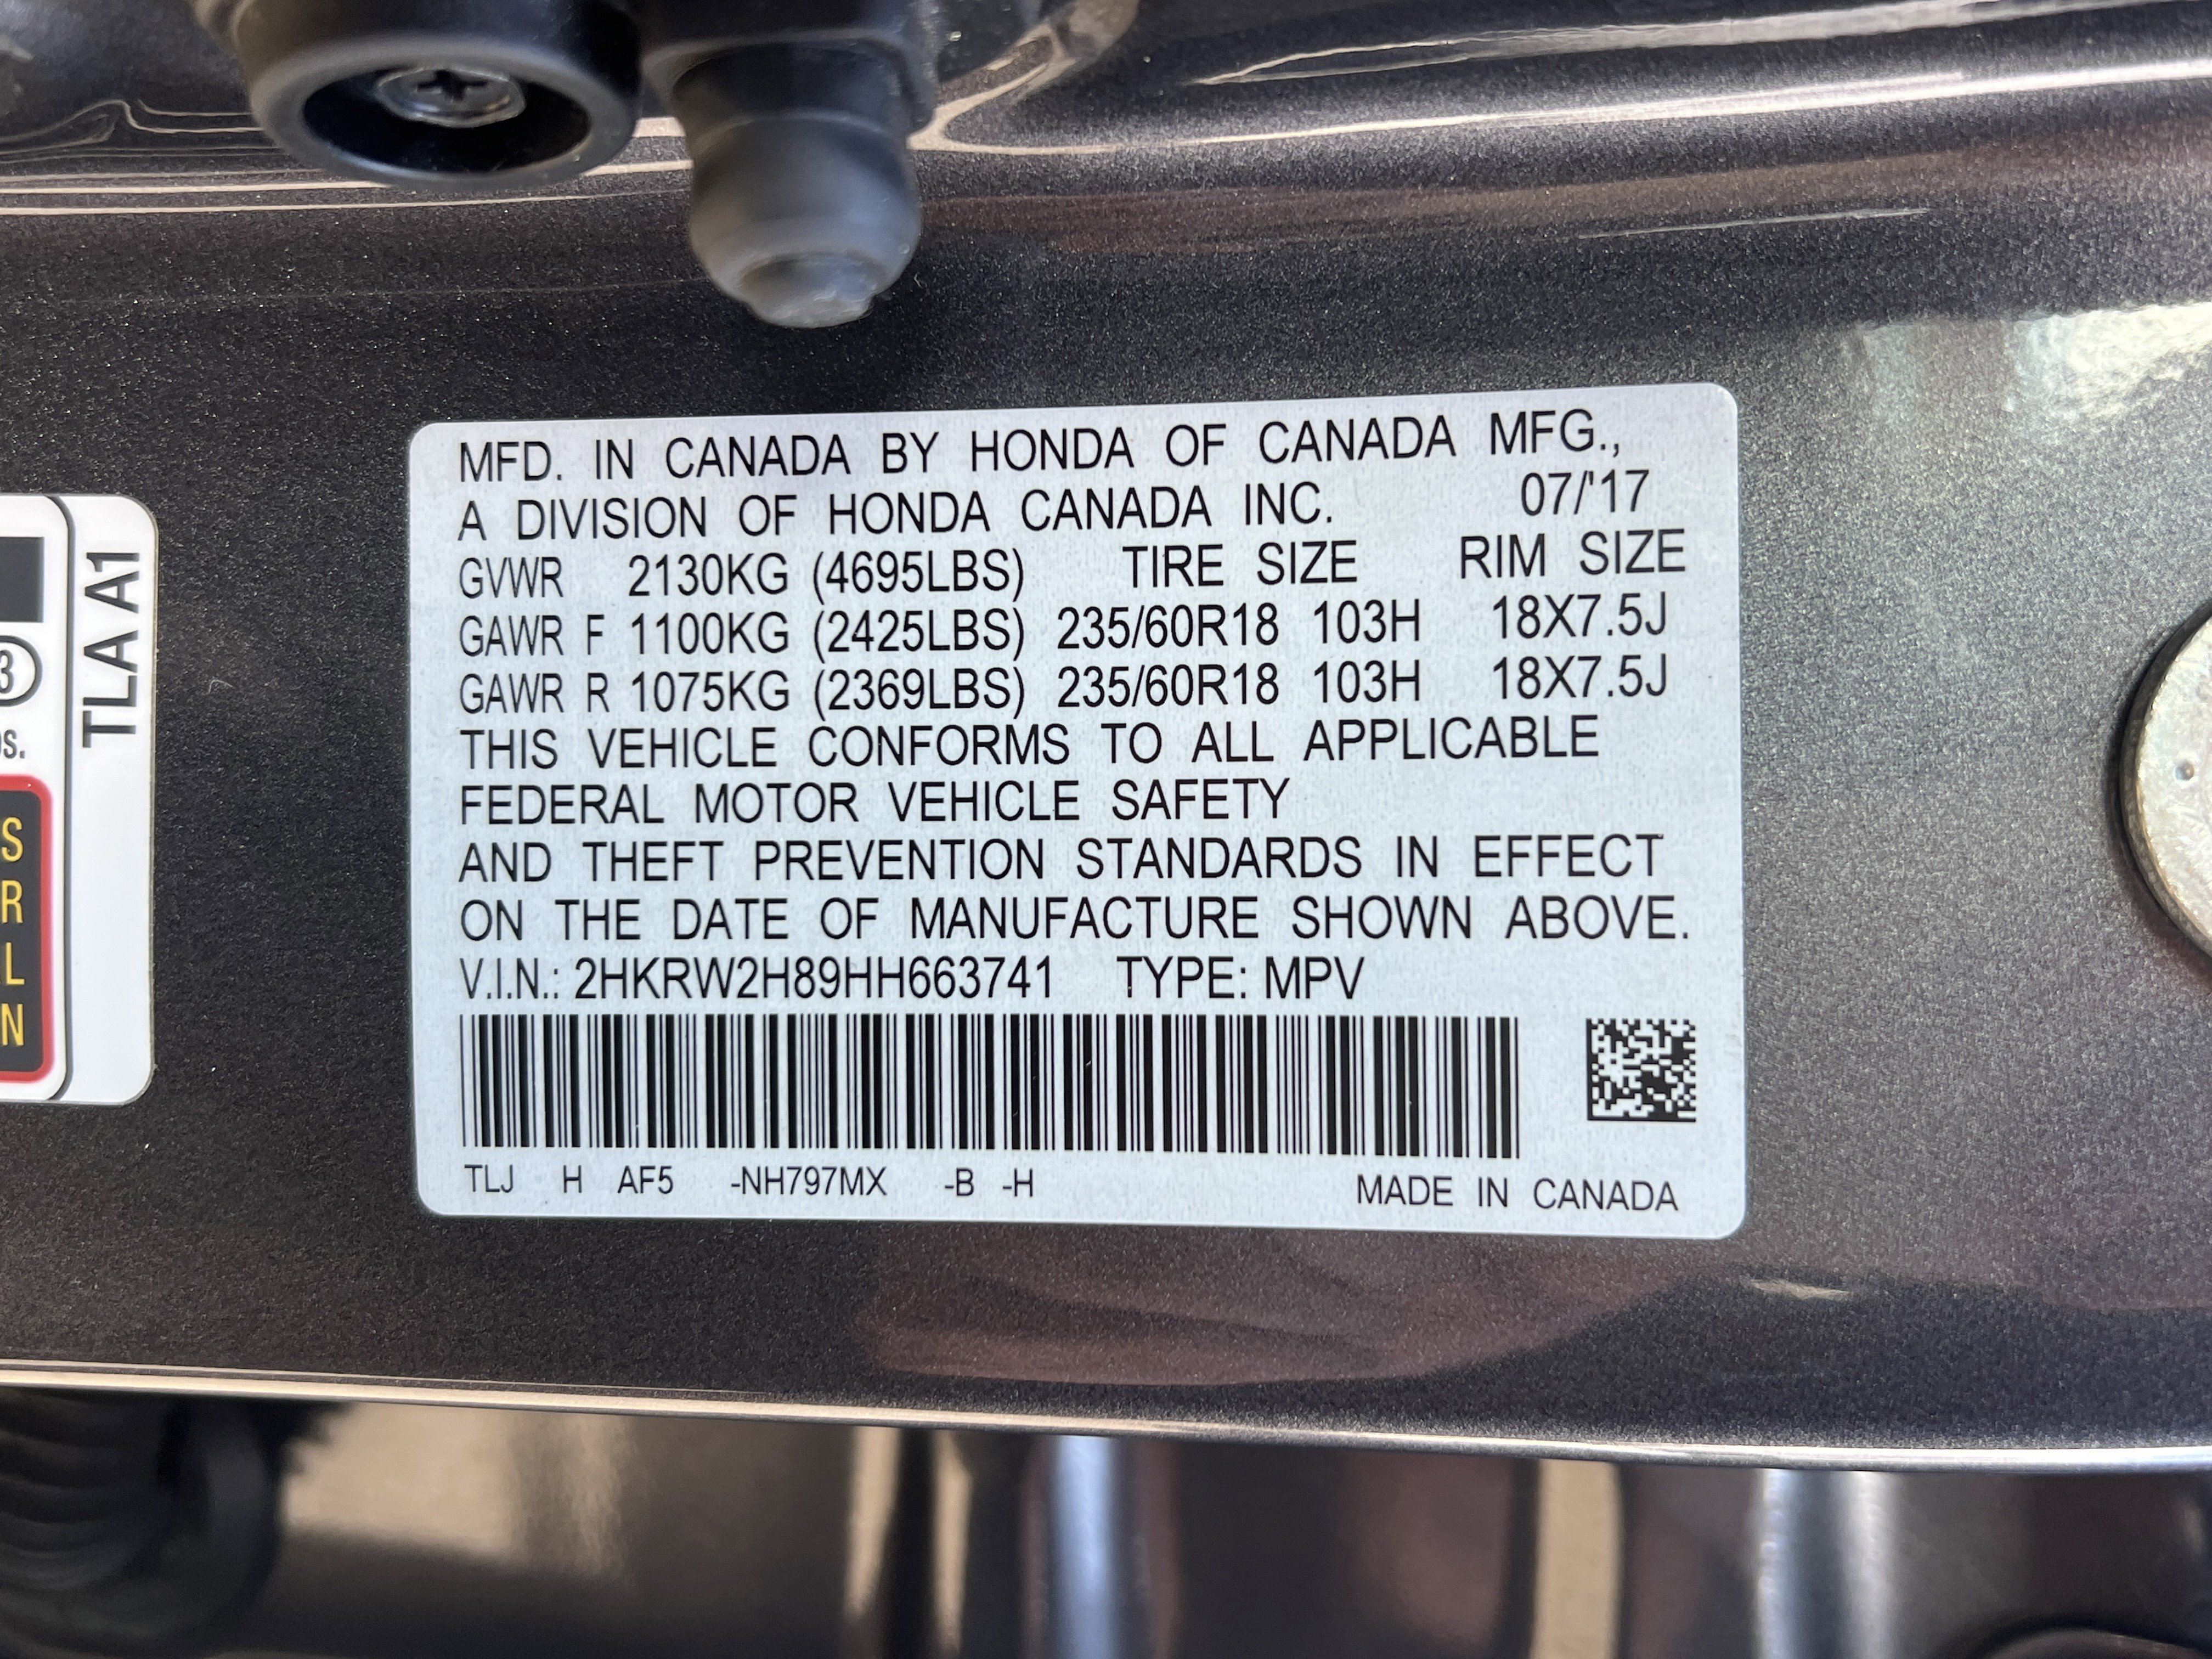 MFD. IN CANADA BY HONDA OF CANADA MFG.,
A DIVISION OF HONDA CANADA INC. 07/'17
GVWR 2130KG (4695LBS) TIRE SIZE RIM SIZE
GAWR F 1100KG (2425LBS) 235/60R18 103H 18X7.5J
GAWR R 1075KG (2369LBS) 235/60R18 103H 18X7.5J
THIS VEHICLE CONFORMS TO ALL APPLICABLE
FEDERAL MOTOR VEHICLE SAFETY
AND THEFT PREVENTION STANDARDS IN EFFECT
ON THE DATE OF MANUFACTURE SHOWN ABOVE.
V.I.N.: 2HKRW2H89HH663741 TYPE: MPV
TLJ H AF5 -NH797MX -B -H MADE IN CANADA
TLA A1
3
S
R
L
N